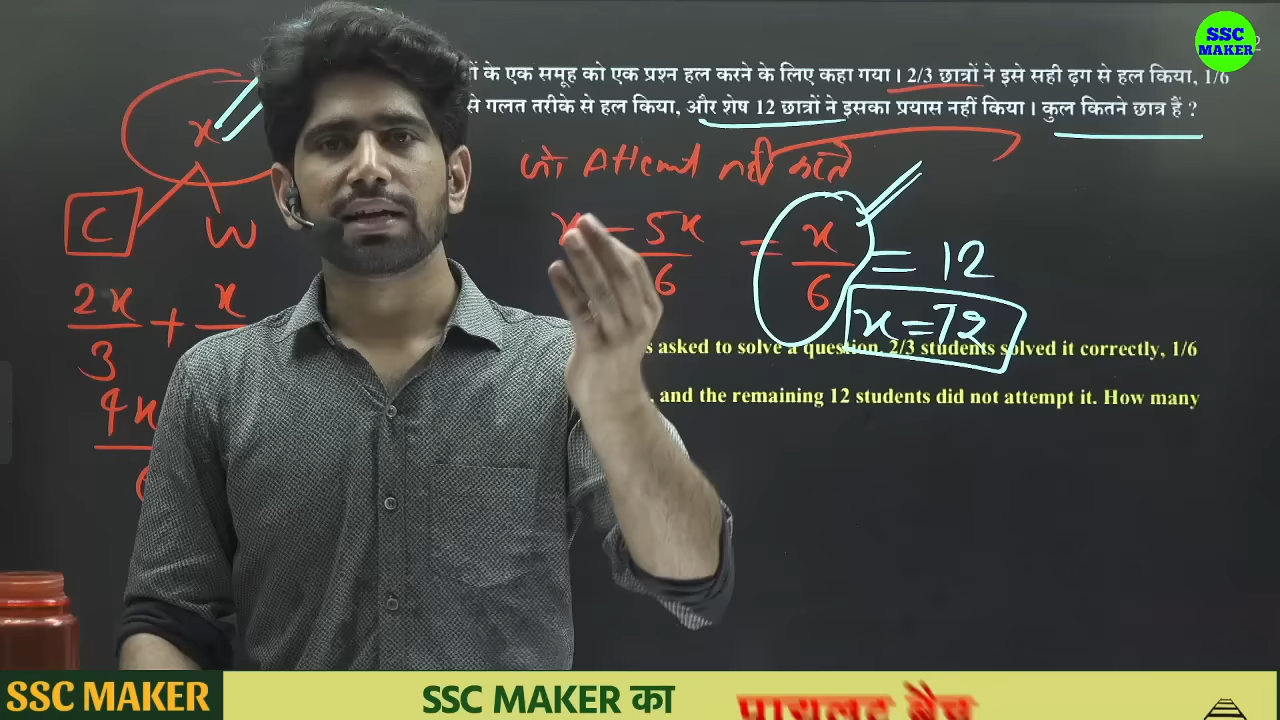 SSC
MAKER
के एक समूह को एक प्रश्न हल करने के लिए कहा गया । 2/3 छात्रों ने इसे सही ढ़ग से हल किया, 1/6
गलत तरीके से हल किया, और शेष 12 छात्रों ने इसका प्रयास नहीं किया । कुल कितने छात्र हैं ?
x
C W
2x/3 + x
4x
जो Attempt नही करते
x - 5x/6 = x/6 = 12
x = 72
asked to solve a question, 2/3 students solved it correctly, 1/6
, and the remaining 12 students did not attempt it. How many
SSC MAKER
SSC MAKER का
पायलट बैच